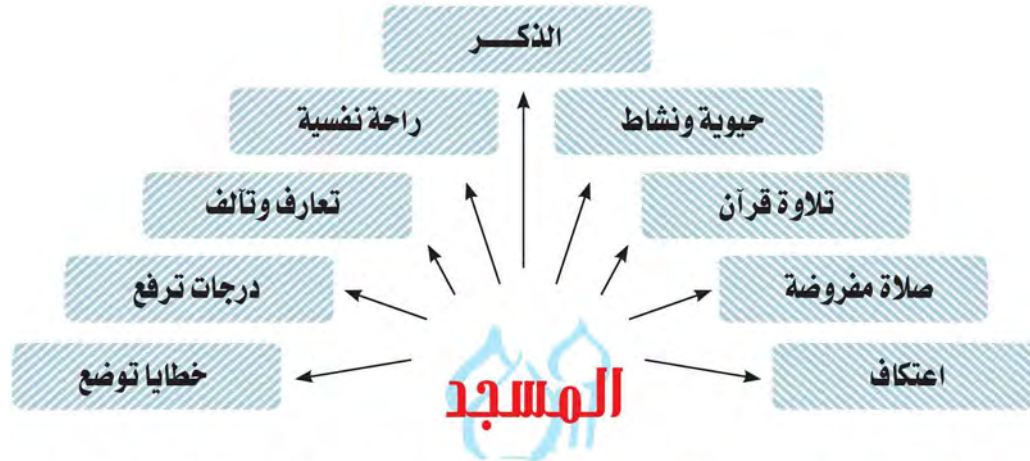 الذكـــر
حيوية ونشاط
راحة نفسية
تلاوة قرآن
تعارف وتآلف
صلاة مفروضة
درجات ترفع
اعتكاف
خطايا توضع
المسجد